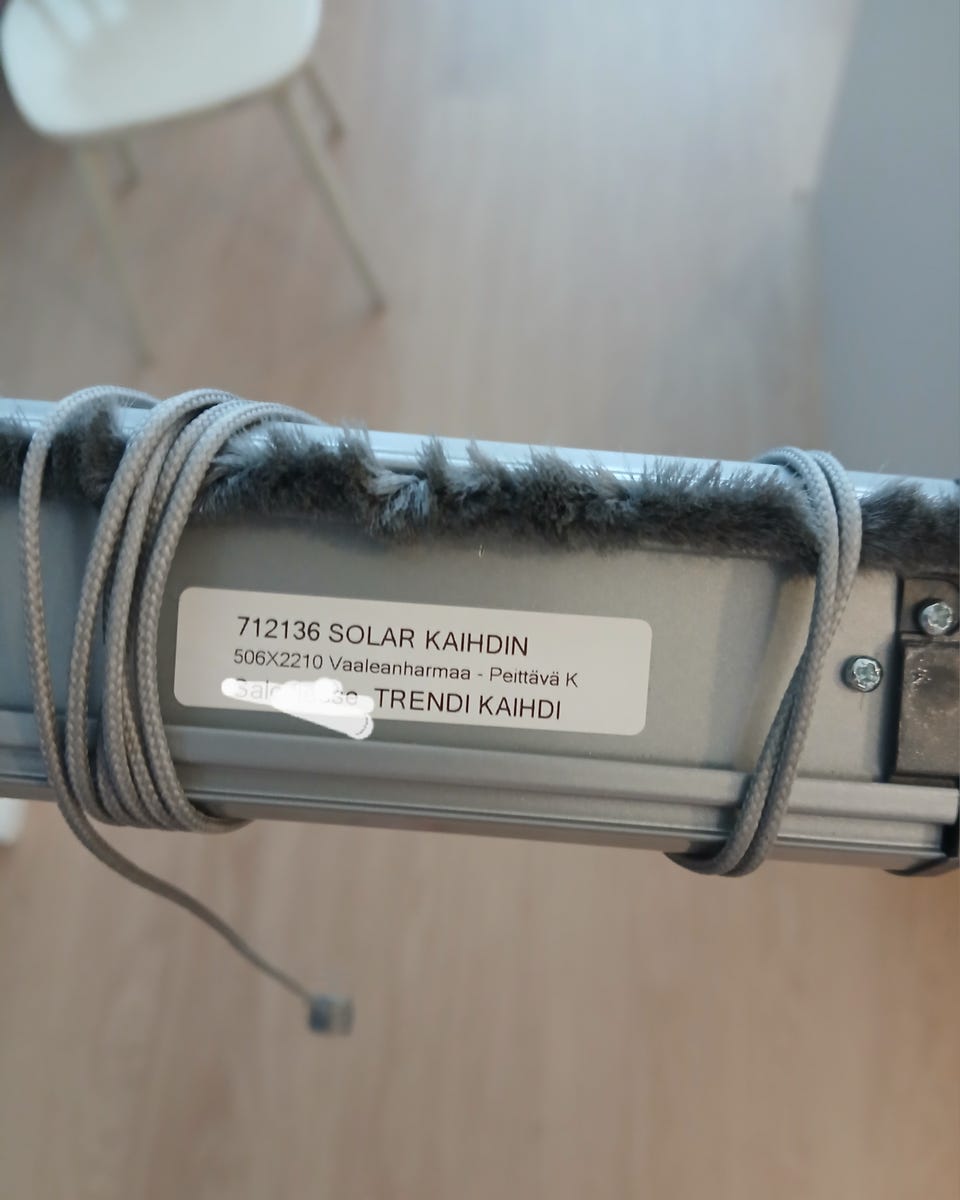 712136 SOLAR KAIHDIN
506X2210 Vaaleanharmaa - Peittävä K
TRENDI KAIHDI